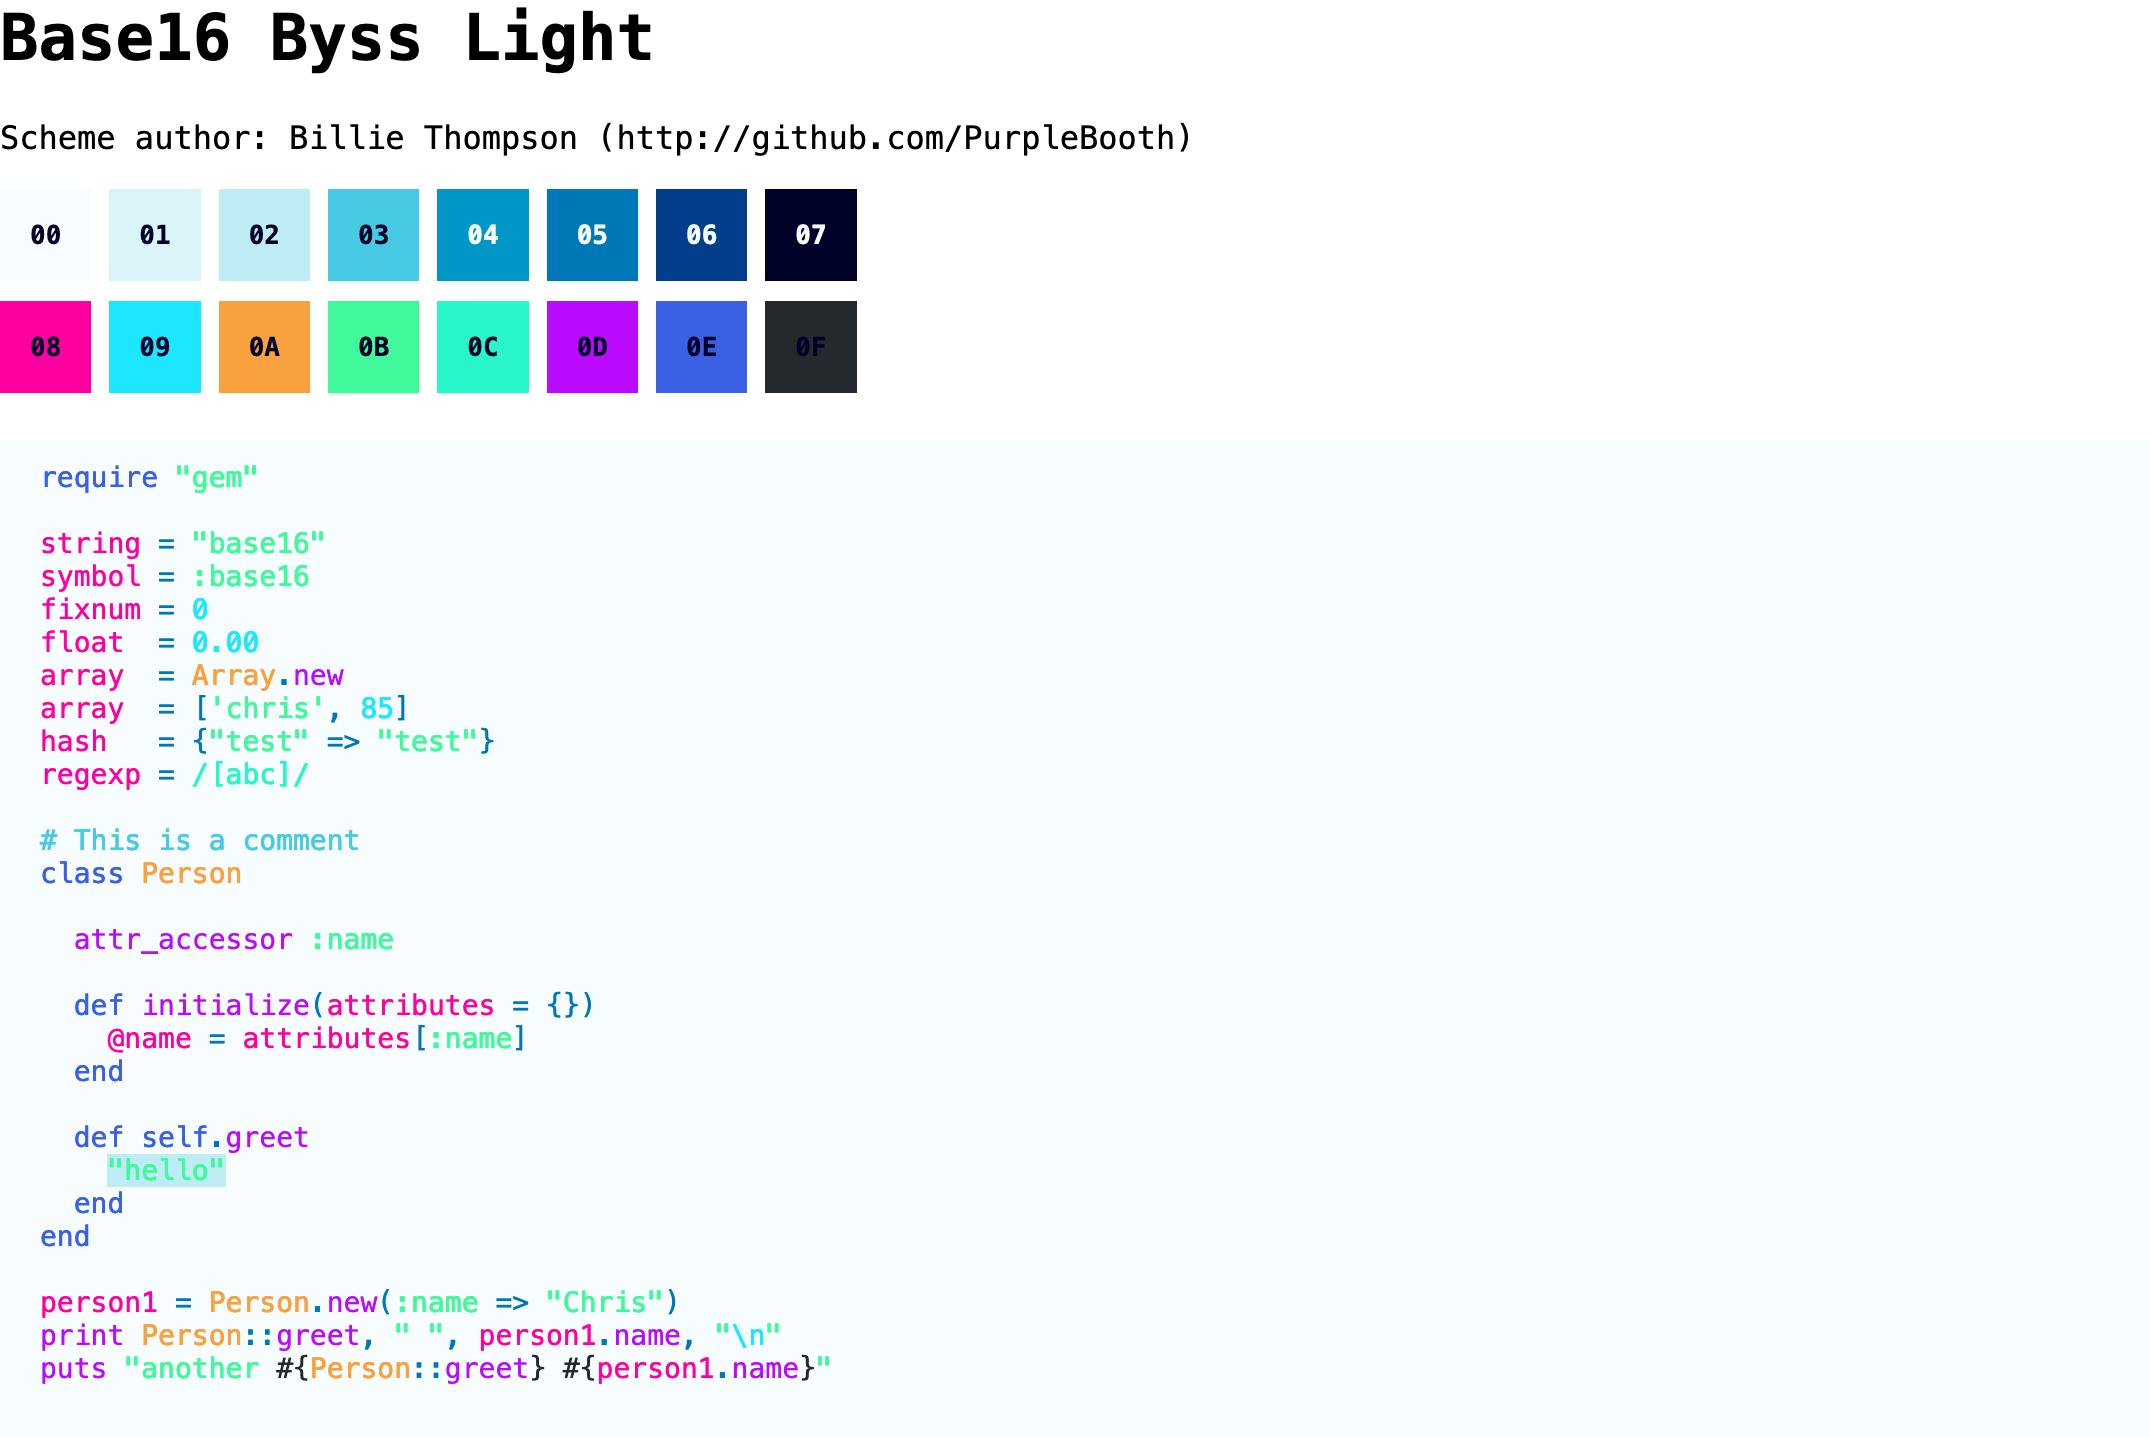 Base16 Byss Light
Scheme author: Billie Thompson (http://github.com/PurpleBooth)
00 01 02 03 04 05 06 07
08 09 0A 0B 0C 0D 0E 0F
require "gem"

string = "base16"
symbol = :base16
fixnum = 0
float  = 0.00
array  = Array.new
array  = ['chris', 85]
hash   = {"test" => "test"}
regexp = /[abc]/

# This is a comment
class Person

  attr_accessor :name

  def initialize(attributes = {})
    @name = attributes[:name]
  end

  def self.greet
    "hello"
  end
end

person1 = Person.new(:name => "Chris")
print Person::greet, " ", person1.name, "\n"
puts "another #{Person::greet} #{person1.name}"